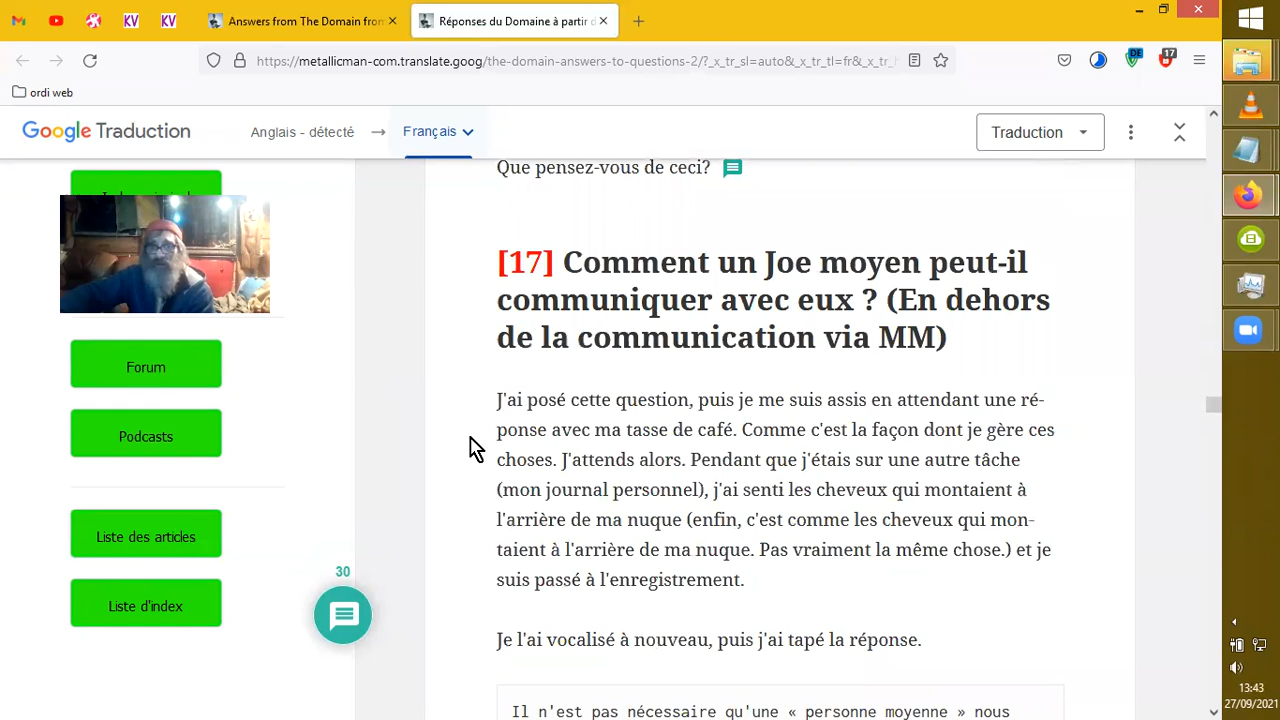 Answers from The Domain fron
Réponses du Domaine à partir d
https://metallicman-com.translate.goog/the-domain-answers-to-questions-2/?_x_tr_sl=auto&_x_tr_tl=fr&_x_tr_
DE
17
ordi web
Google Traduction
Anglais - détecté
Français
Traduction
Que pensez-vous de ceci?
[17] Comment un Joe moyen peut-il
communiquer avec eux ? (En dehors
de la communication via MM)
J'ai posé cette question, puis je me suis assis en attendant une ré-
ponse avec ma tasse de café. Comme c'est la façon dont je gère ces
choses. J'attends alors. Pendant que j'étais sur une autre tâche
(mon journal personnel), j'ai senti les cheveux qui montaient à
l'arrière de ma nuque (enfin, c'est comme les cheveux qui mon-
taient à l'arrière de ma nuque. Pas vraiment la même chose.) et je
suis passé à l'enregistrement.
Je l'ai vocalisé à nouveau, puis j'ai tapé la réponse.
Il n'est pas nécessaire qu'une « personne moyenne » nous
Forum
Podcasts
Liste des articles
Liste d'index
30
13:43
27/09/2021